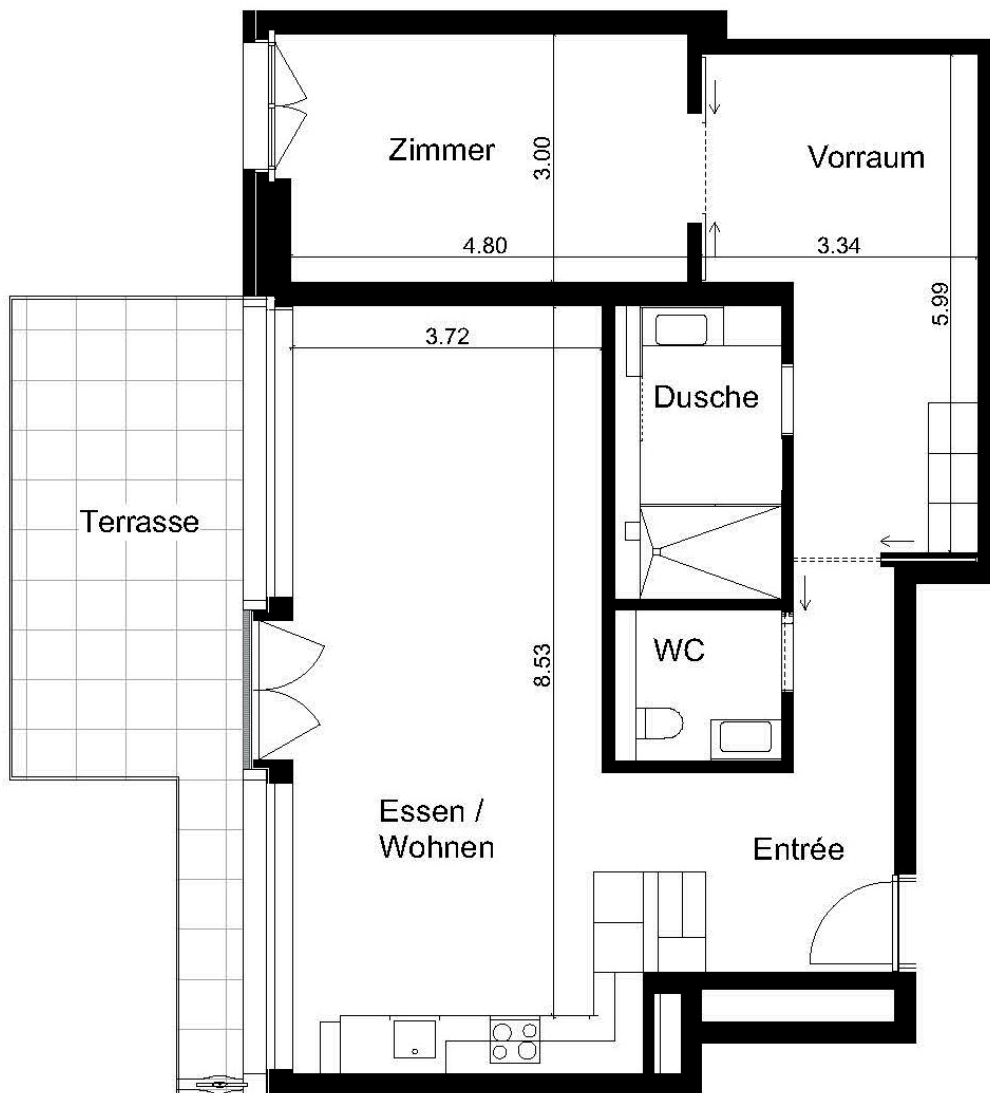 Zimmer
3.00
Vorraum
4.80
3.34
5.99
3.72
Dusche
Terrasse
WC
8.53
Essen /
Wohnen
Entrée